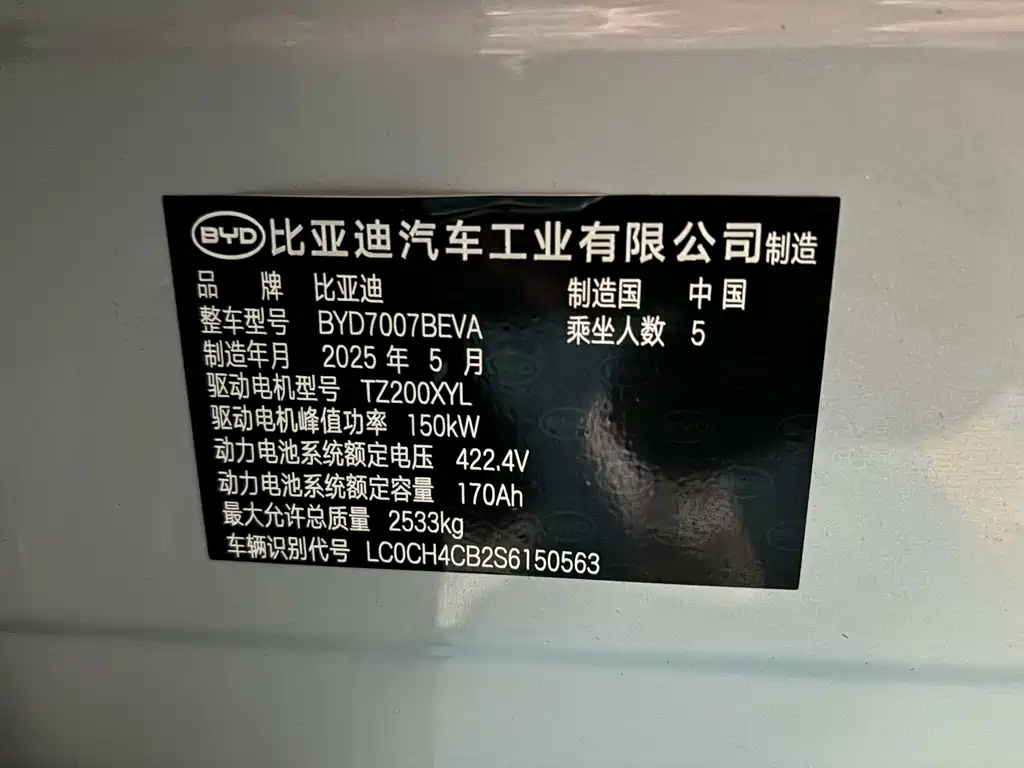 BYD 比亚迪汽车工业有限公司制造
品 牌 比亚迪 制造国 中国
整车型号 BYD7007BEVA 乘坐人数 5
制造年月 2025 年 5 月
驱动电机型号 TZ200XYL
驱动电机峰值功率 150kW
动力电池系统额定电压 422.4V
动力电池系统额定容量 170Ah
最大允许总质量 2533kg
车辆识别代号 LC0CH4CB2S6150563